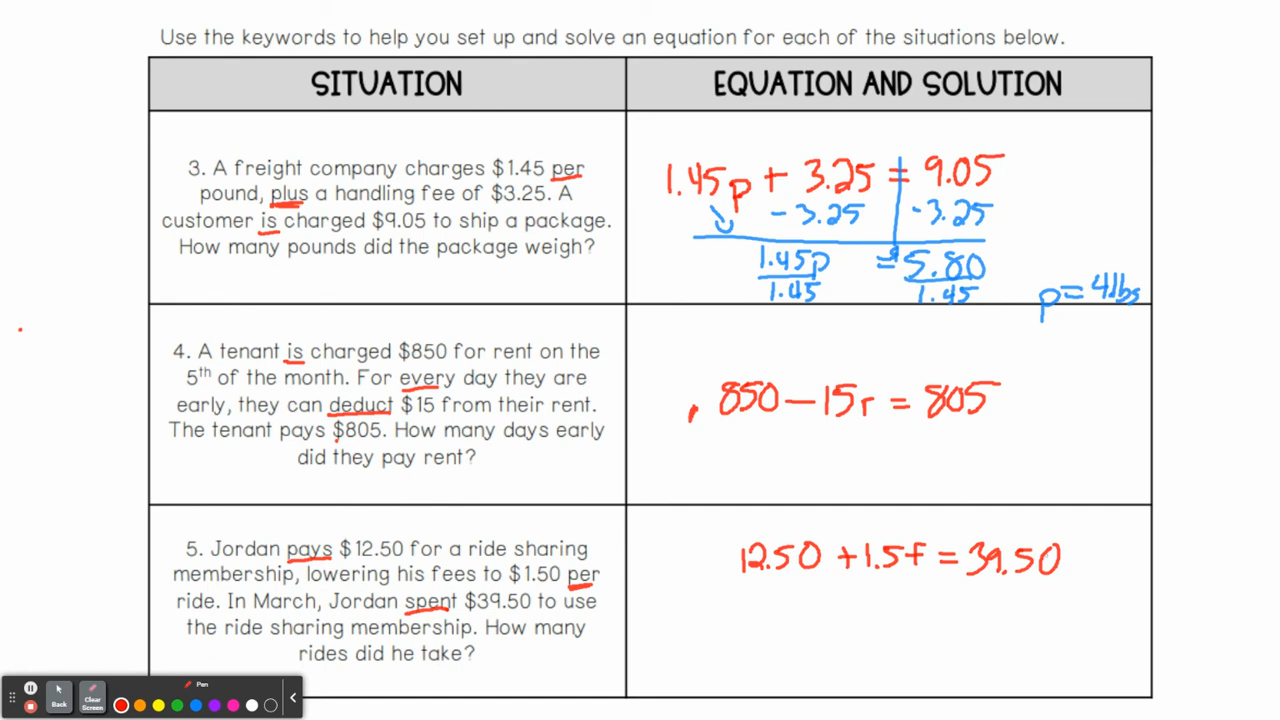 Use the keywords to help you set up and solve an equation for each of the situations below.
SITUATION
EQUATION AND SOLUTION
3. A freight company charges $1.45 per
pound, plus a handling fee of $3.25. A
customer is charged $9.05 to ship a package.
How many pounds did the package weigh?
1.45p + 3.25 = 9.05
-3.25 -3.25
1.45p = 5.80
1.45 1.45
p = 4 lbs
4. A tenant is charged $850 for rent on the
5th of the month. For every day they are
early, they can deduct $15 from their rent.
The tenant pays $805. How many days early
did they pay rent?
850 - 15r = 805
5. Jordan pays $12.50 for a ride sharing
membership, lowering his fees to $1.50 per
ride. In March, Jordan spent $39.50 to use
the ride sharing membership. How many
rides did he take?
12.50 + 1.5f = 39.50
Pen
Back
Clear
Screen